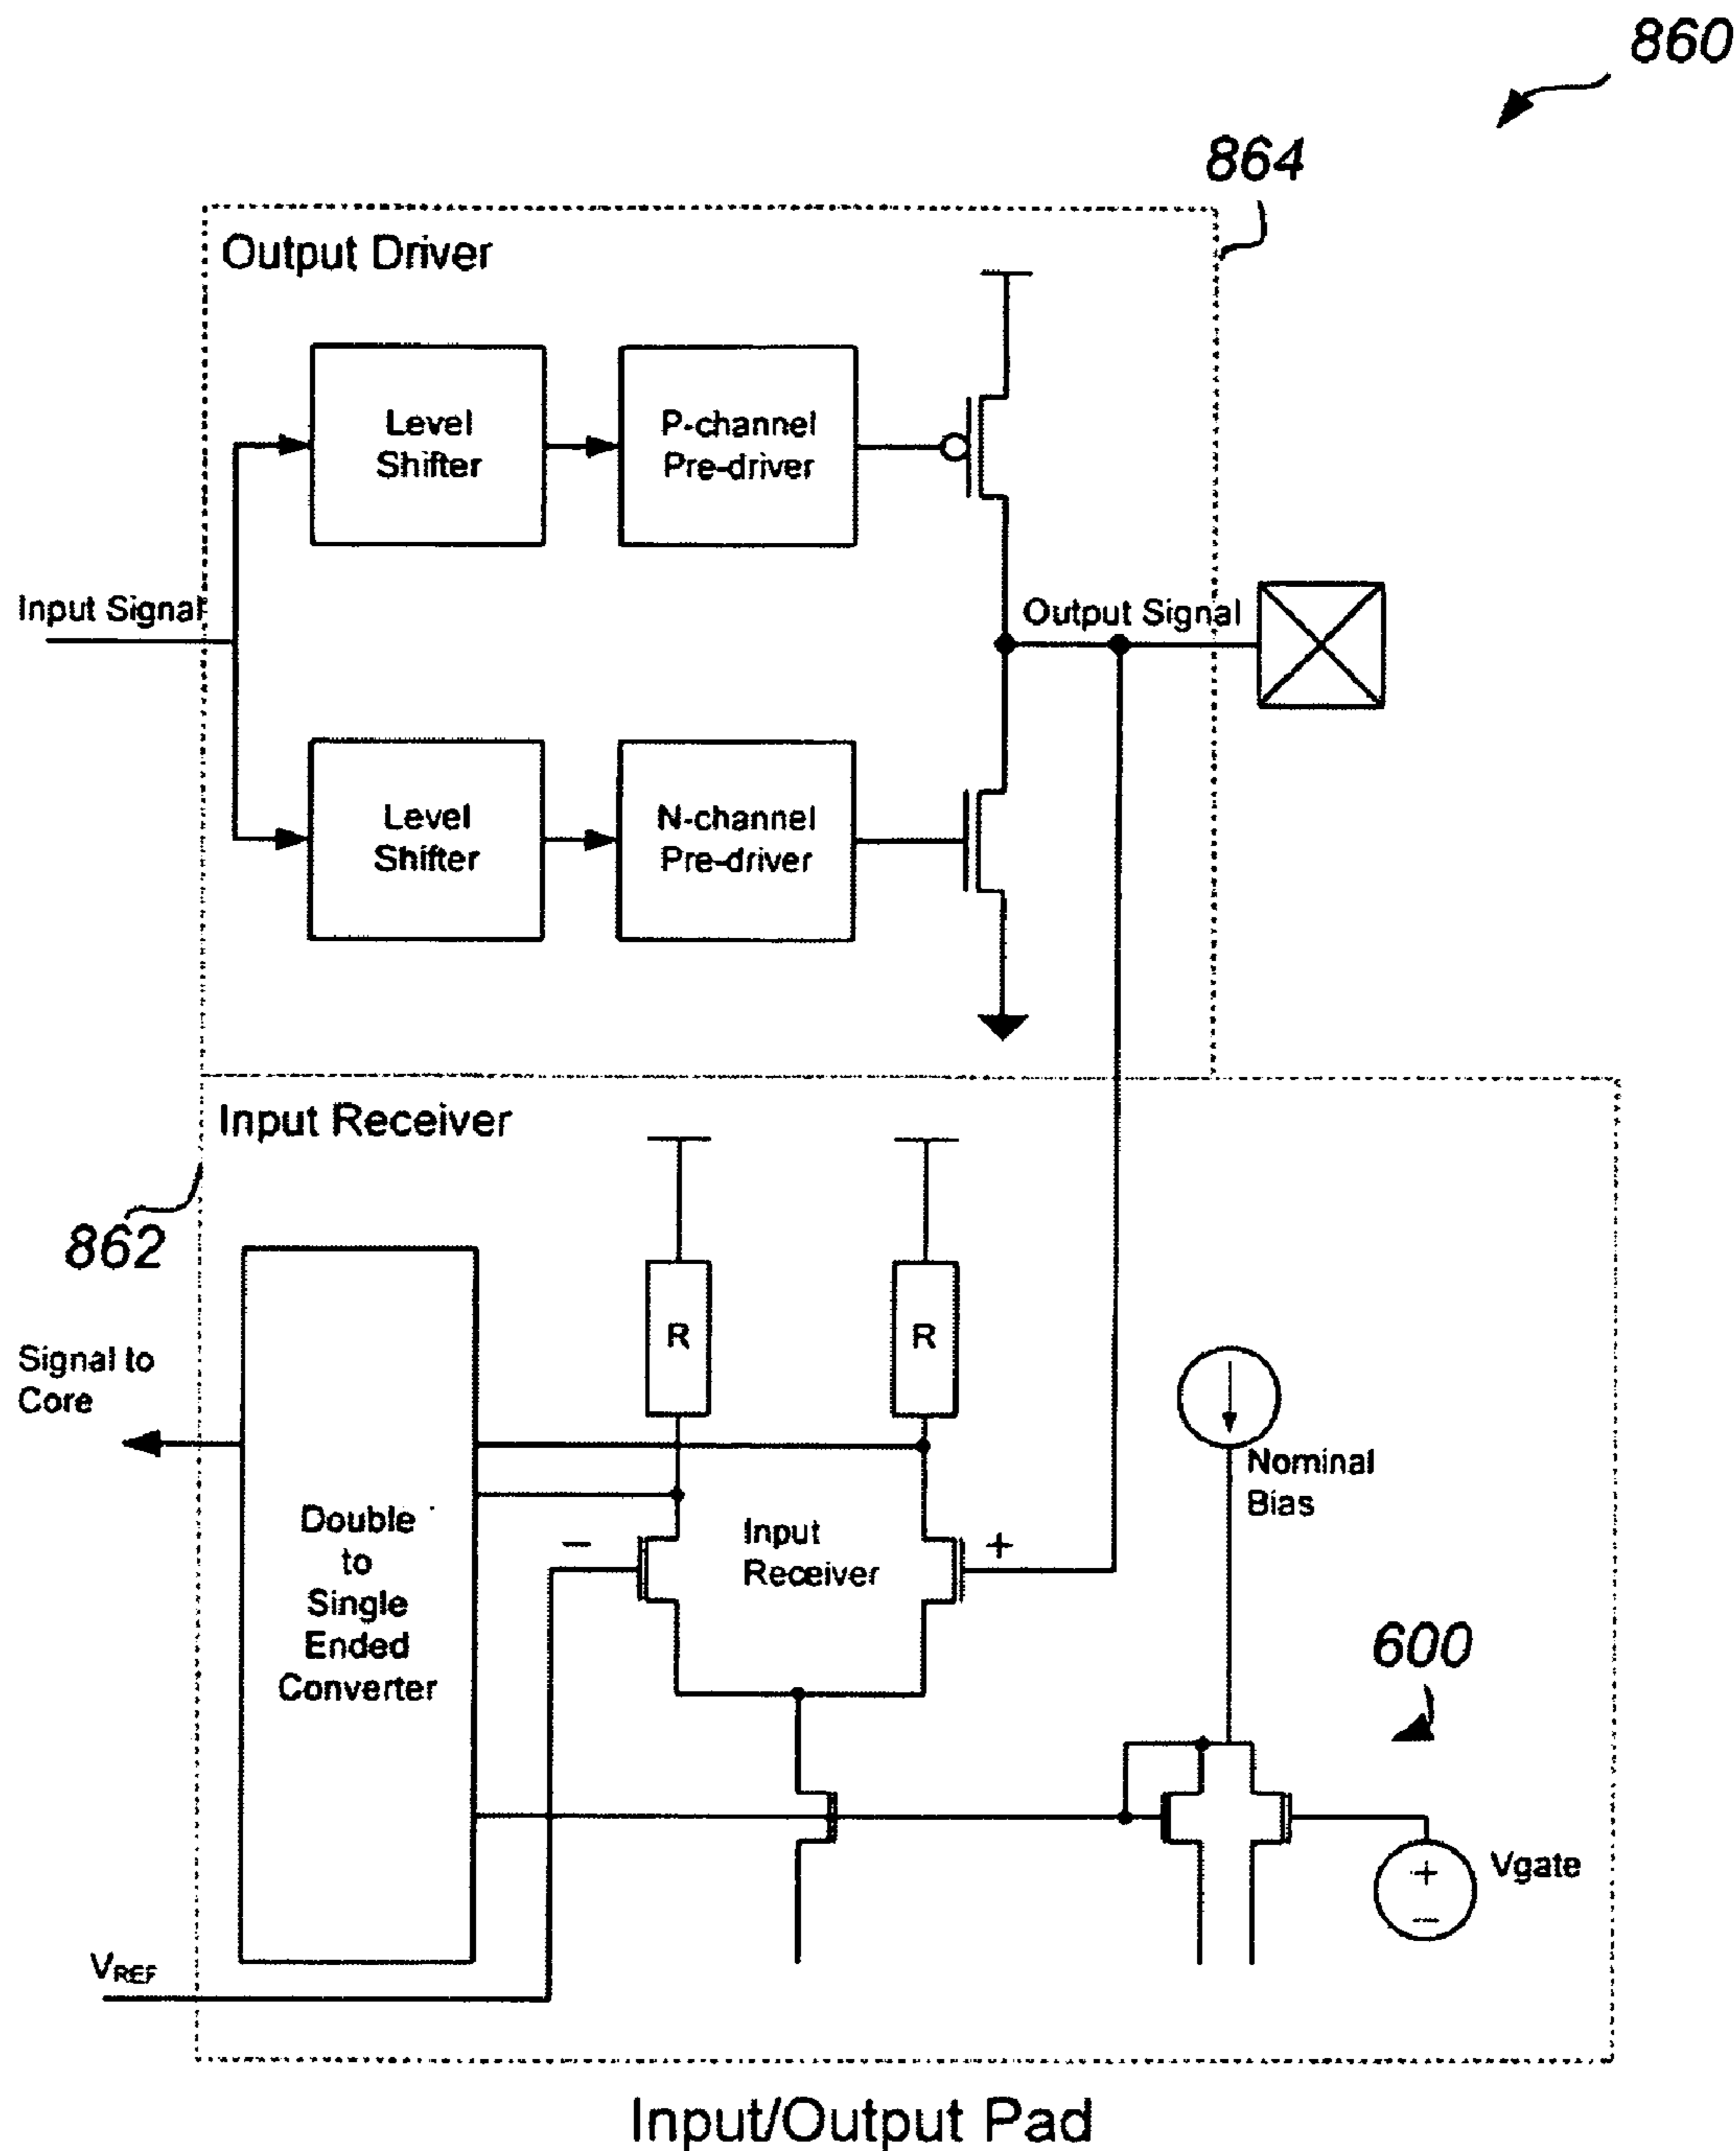 860
864
Output Driver
Level
Shifter
P-channel
Pre-driver
Input Signal
Output Signal
Level
Shifter
N-channel
Pre-driver
Input Receiver
862
R
R
Signal to
Core
Nominal
Bias
Double
to
Single
Ended
Converter
−
Input
Receiver
+
600
+
−
Vgate
VREF
Input/Output Pad